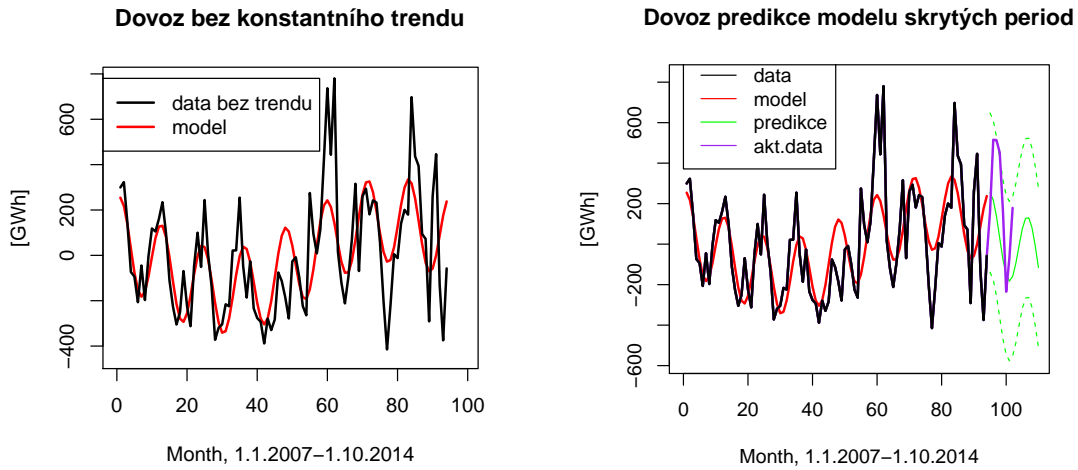 Dovoz bez konstantního trendu
data bez trendu
model
[GWh]
600
200
0
−400
0
20
40
60
80
100
Month, 1.1.2007−1.10.2014
Dovoz predikce modelu skrytých period
data
model
predikce
akt.data
[GWh]
600
200
−200
−600
0
20
40
60
80
100
Month, 1.1.2007−1.10.2014